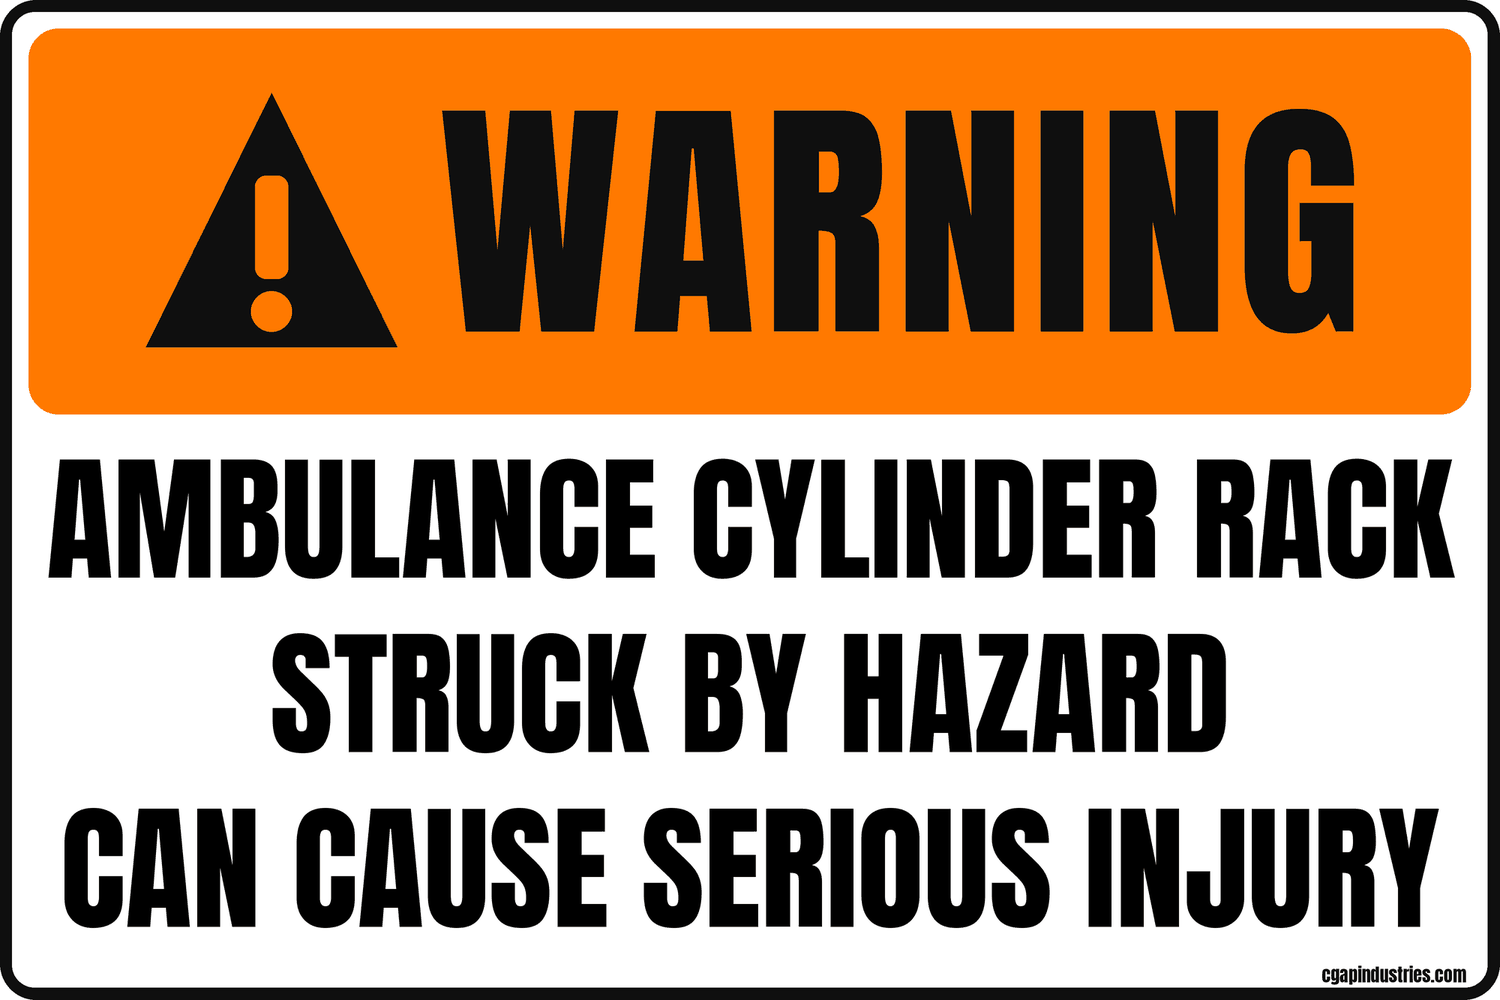 WARNING
AMBULANCE CYLINDER RACK
STRUCK BY HAZARD
CAN CAUSE SERIOUS INJURY
cgapindustries.com